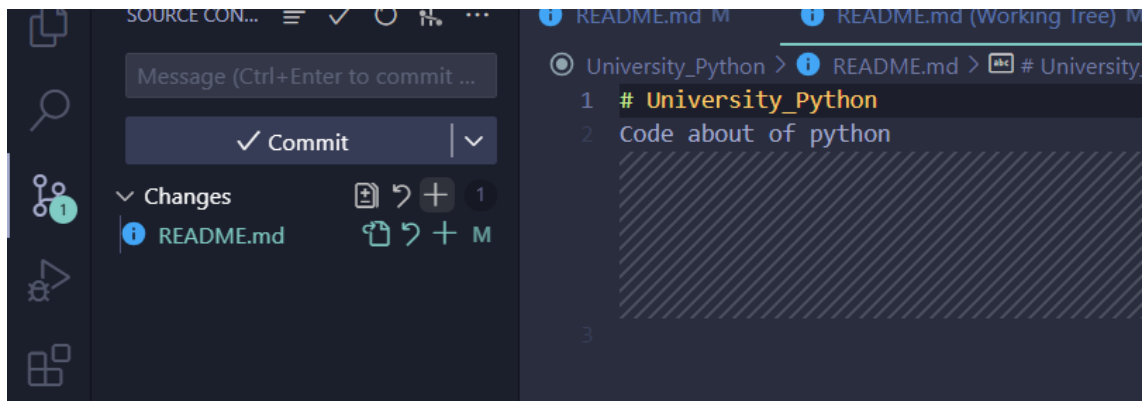 SOURCE CON...
README.md M
README.md (Working Tree) M
Message (Ctrl+Enter to commit ...
University_Python > README.md > # University_
Commit
Changes 1
README.md M
1
1 # University_Python
2 Code about of python
3